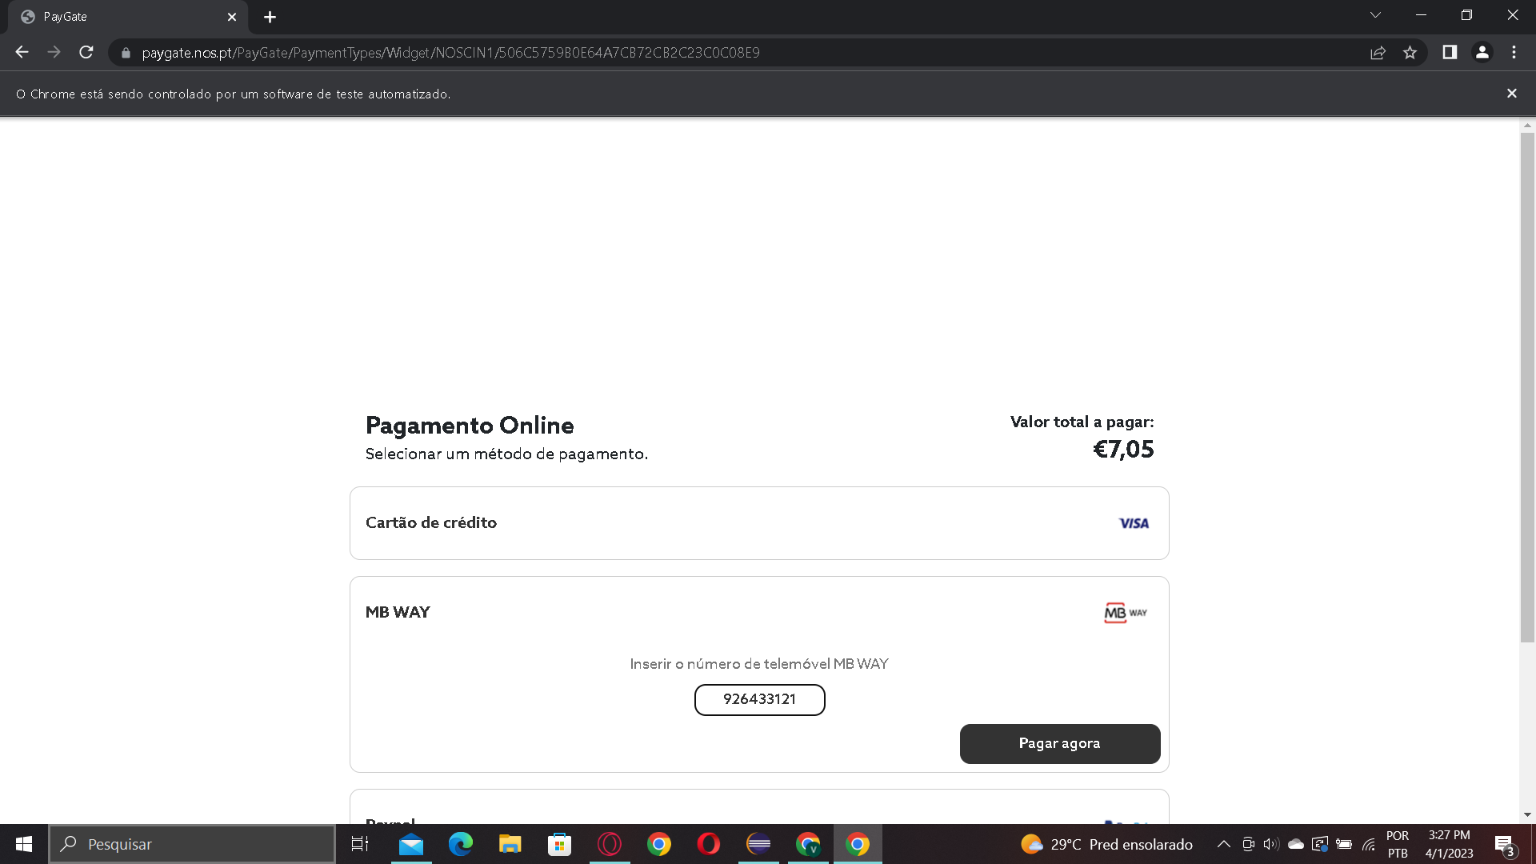 PayGate
paygate.nos.pt/PayGate/PaymentTypes/Widget/NOSCIN1/506C5759B0E64A7CB72CB2C23C0C08E9
O Chrome está sendo controlado por um software de teste automatizado.
Pagamento Online
Valor total a pagar:
Selecionar um método de pagamento.
€7,05
Cartão de crédito
VISA
MB WAY
MB WAY
Inserir o número de telemóvel MB WAY
926433121
Pagar agora
Paypal
Pesquisar
29°C Pred ensolarado
POR
PTB
3:27 PM
4/1/2023
3